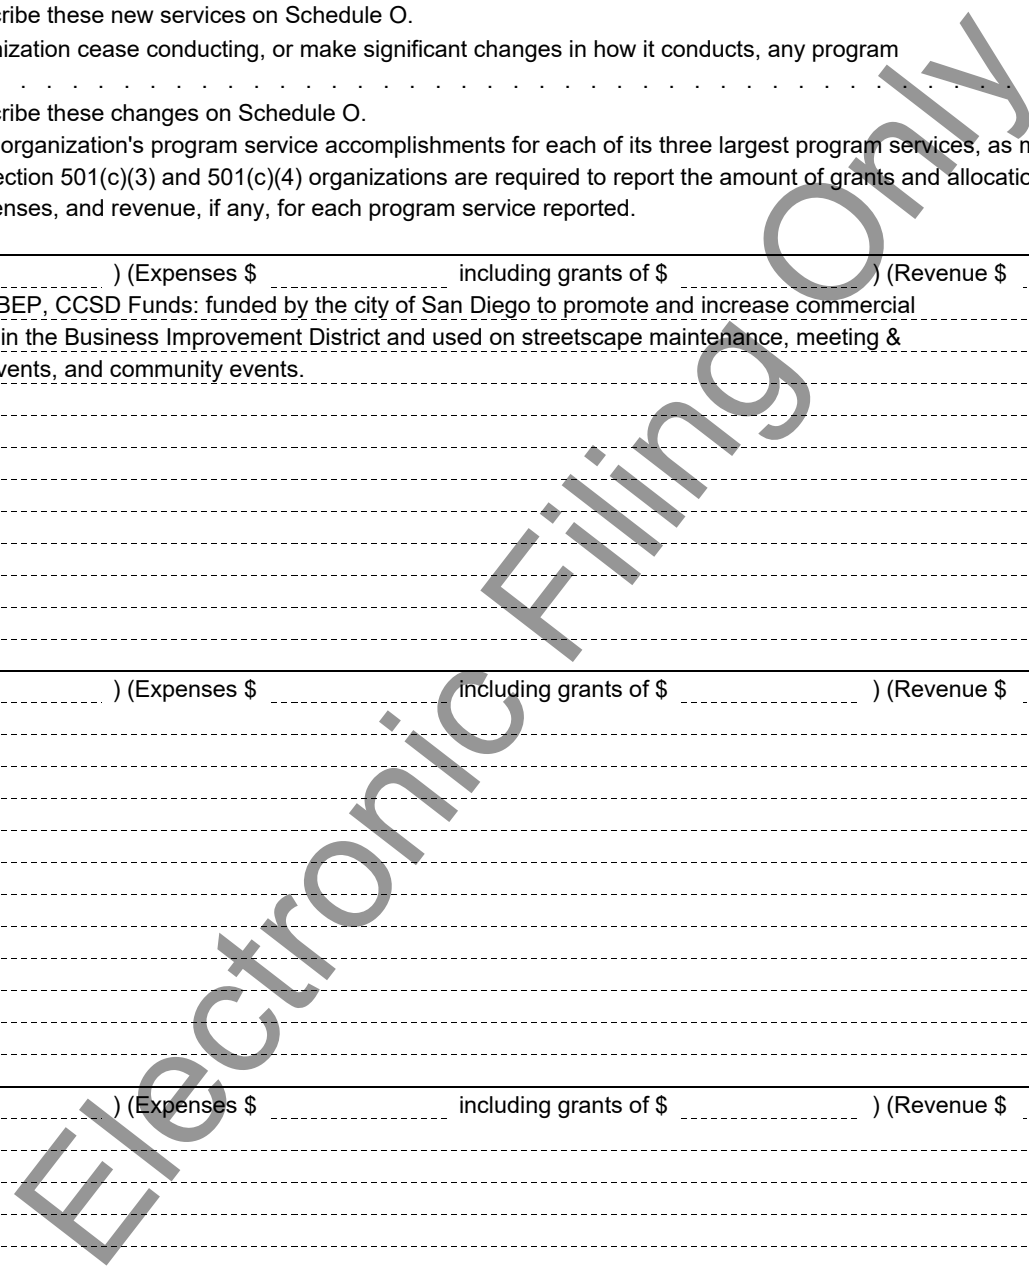 cribe these new services on Schedule O.
nization cease conducting, or make significant changes in how it conducts, any program
. . . . . . . . . . . . . . . . . . . . . . . . . . . . . . . . . . . . . . .
cribe these changes on Schedule O.
organization's program service accomplishments for each of its three largest program services, as m
ection 501(c)(3) and 501(c)(4) organizations are required to report the amount of grants and allocatio
enses, and revenue, if any, for each program service reported.
) (Expenses $ including grants of $ ) (Revenue $
BEP, CCSD Funds: funded by the city of San Diego to promote and increase commercial
in the Business Improvement District and used on streetscape maintenance, meeting &
vents, and community events.
) (Expenses $ including grants of $ ) (Revenue $
) (Expenses $ including grants of $ ) (Revenue $
Electronic Filing Only